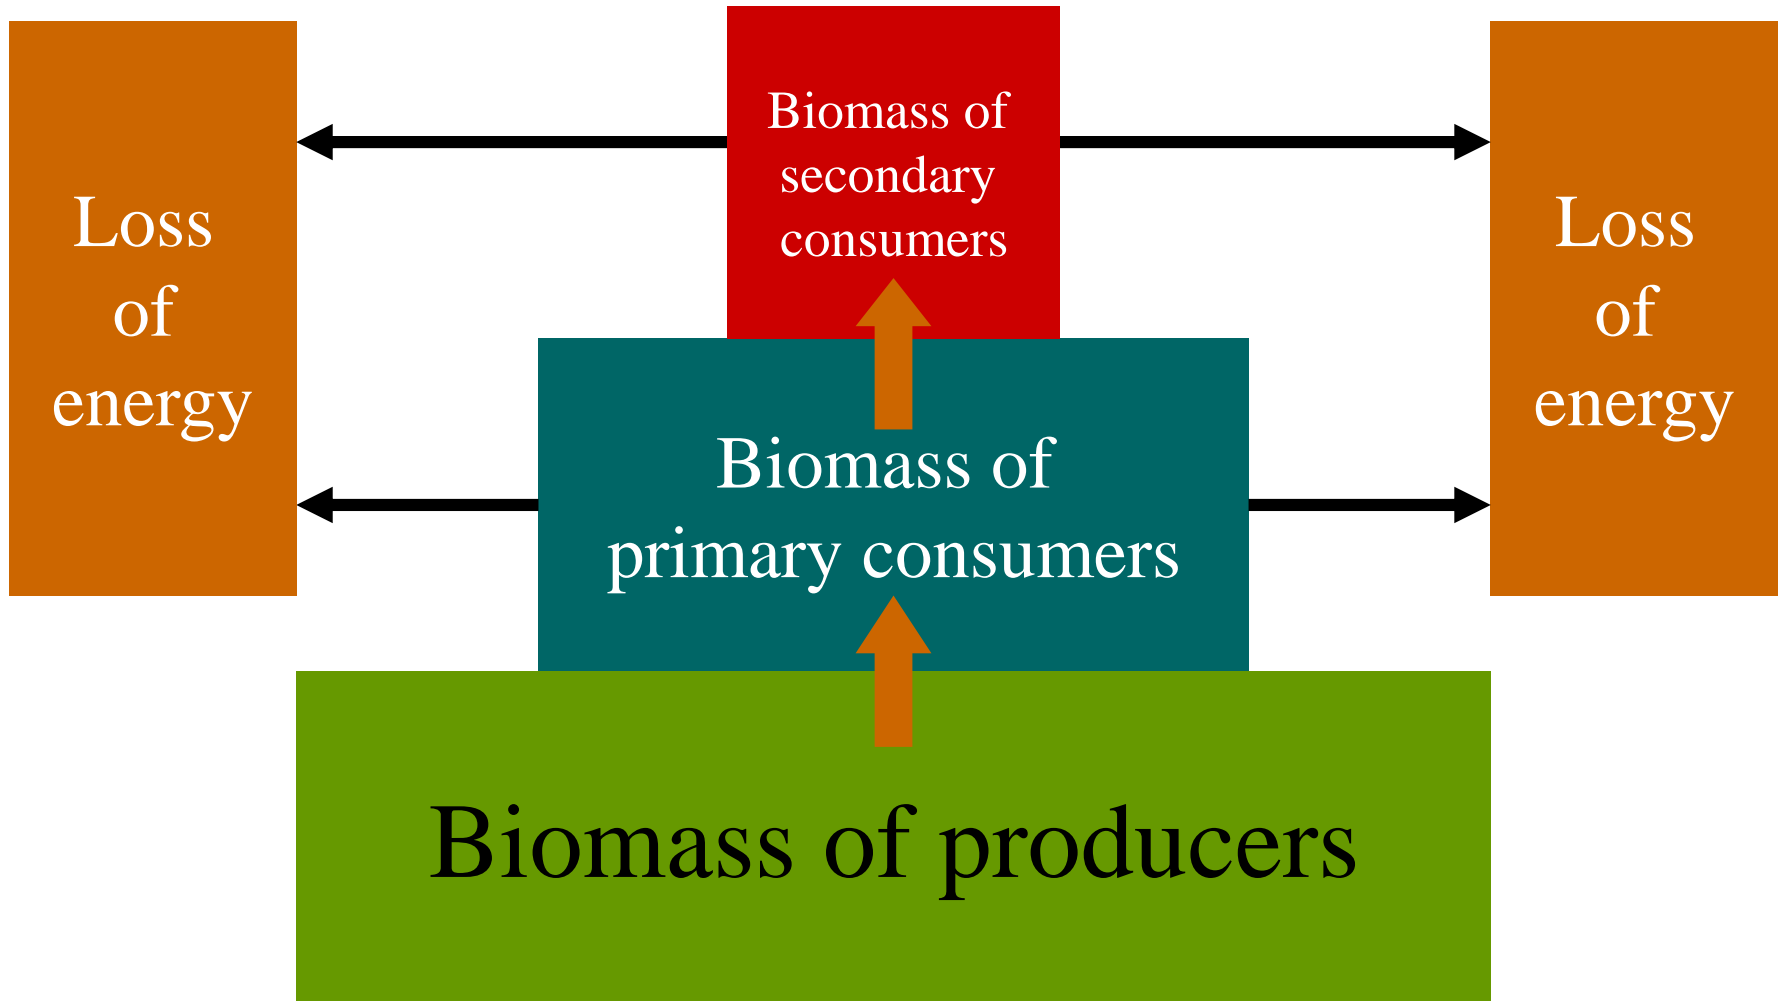 Loss
of
energy
Biomass of
secondary
consumers
Loss
of
energy
Biomass of
primary consumers
Biomass of producers